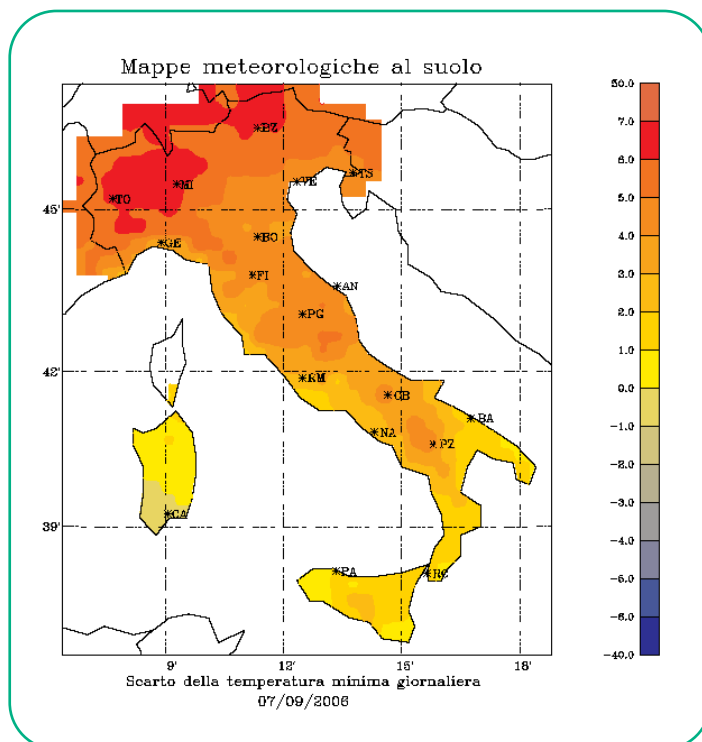 Mappe meteorologiche al suolo
50.0
7.0
6.0
5.0
4.0
3.0
2.0
1.0
0.0
-1.0
-2.0
-3.0
-4.0
-5.0
-6.0
-40.0
BZ
MI
TO
VE
TS
45'
GE
BO
FI
AN
PG
42'
RM
CB
BA
NA
PZ
39'
CA
PA
RC
9' 12' 15' 18'
Scarto della temperatura minima giornaliera
07/09/2006